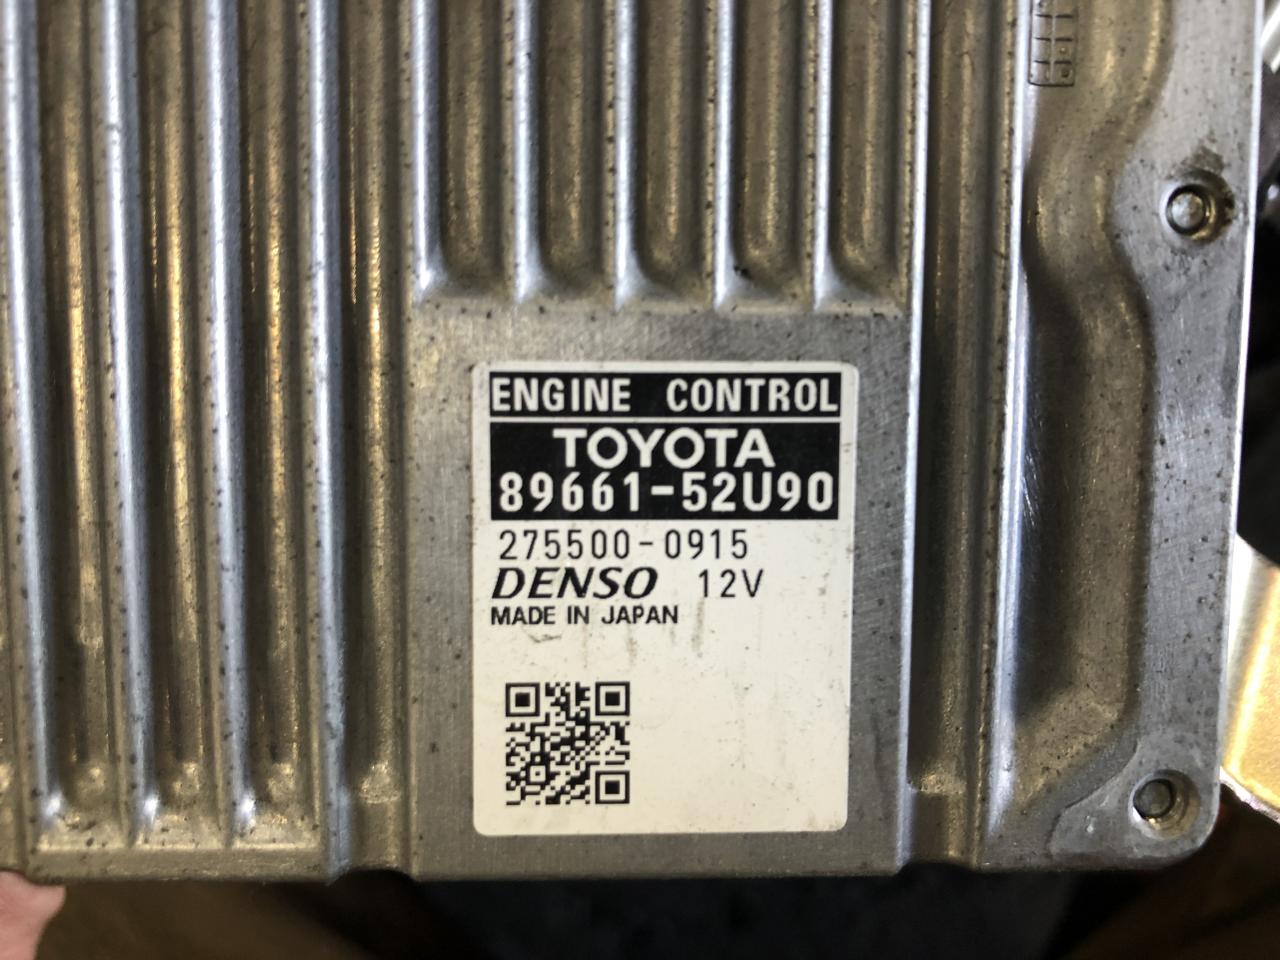 ENGINE CONTROL
TOYOTA
89661-52U90
275500-0915
DENSO 12V
MADE IN JAPAN